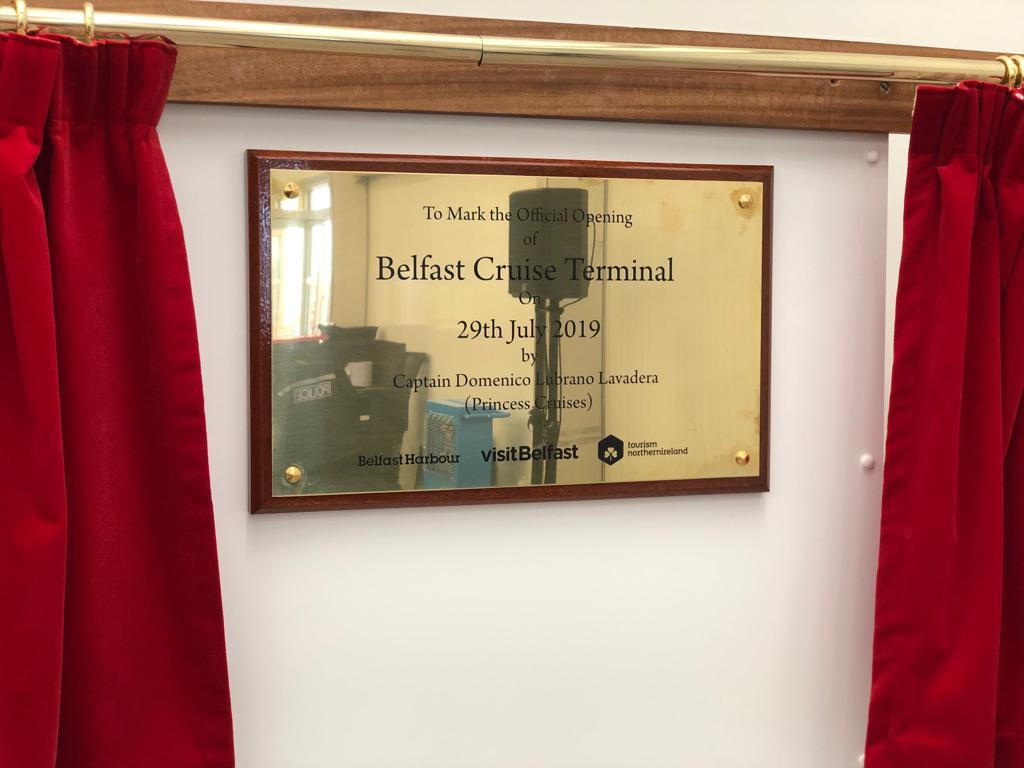 To Mark the Official Opening
of
Belfast Cruise Terminal
On
29th July 2019
by
Captain Domenico Lubrano Lavadera
(Princess Cruises)
BelfastHarbour visitBelfast tourism
northernireland
POLICE